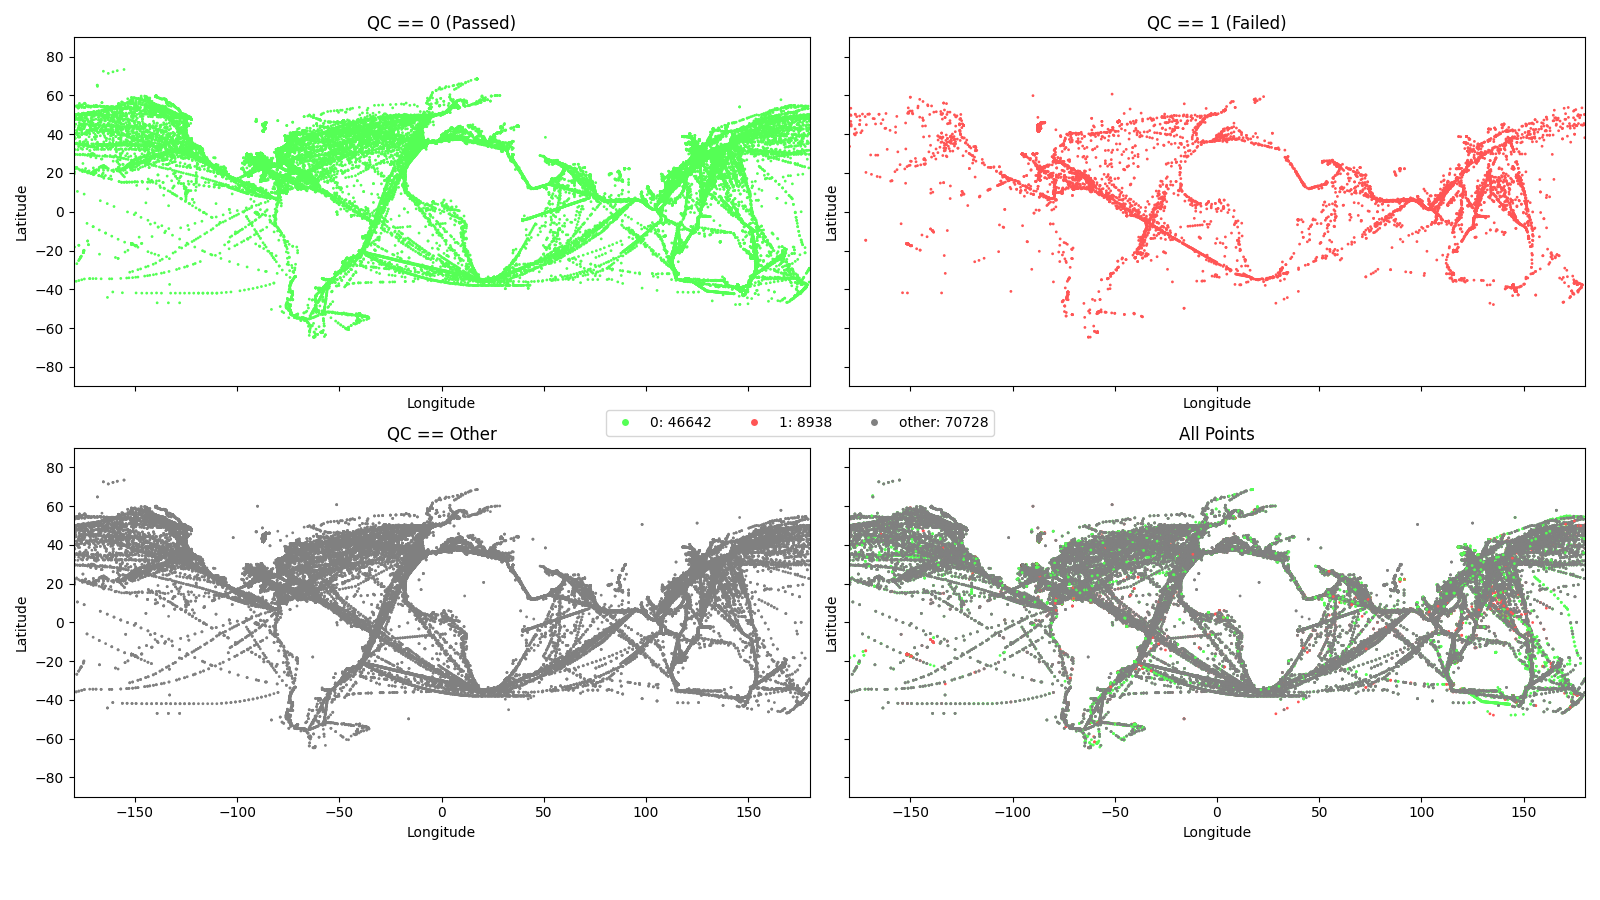 QC == 0 (Passed)
QC == 1 (Failed)
80
60
40
20
0
−20
−40
−60
−80
Latitude
Latitude
Longitude
Longitude
0: 46642 1: 8938 other: 70728
QC == Other
All Points
80
60
40
20
0
−20
−40
−60
−80
Latitude
Latitude
−150 −100 −50 0 50 100 150
−150 −100 −50 0 50 100 150
Longitude
Longitude